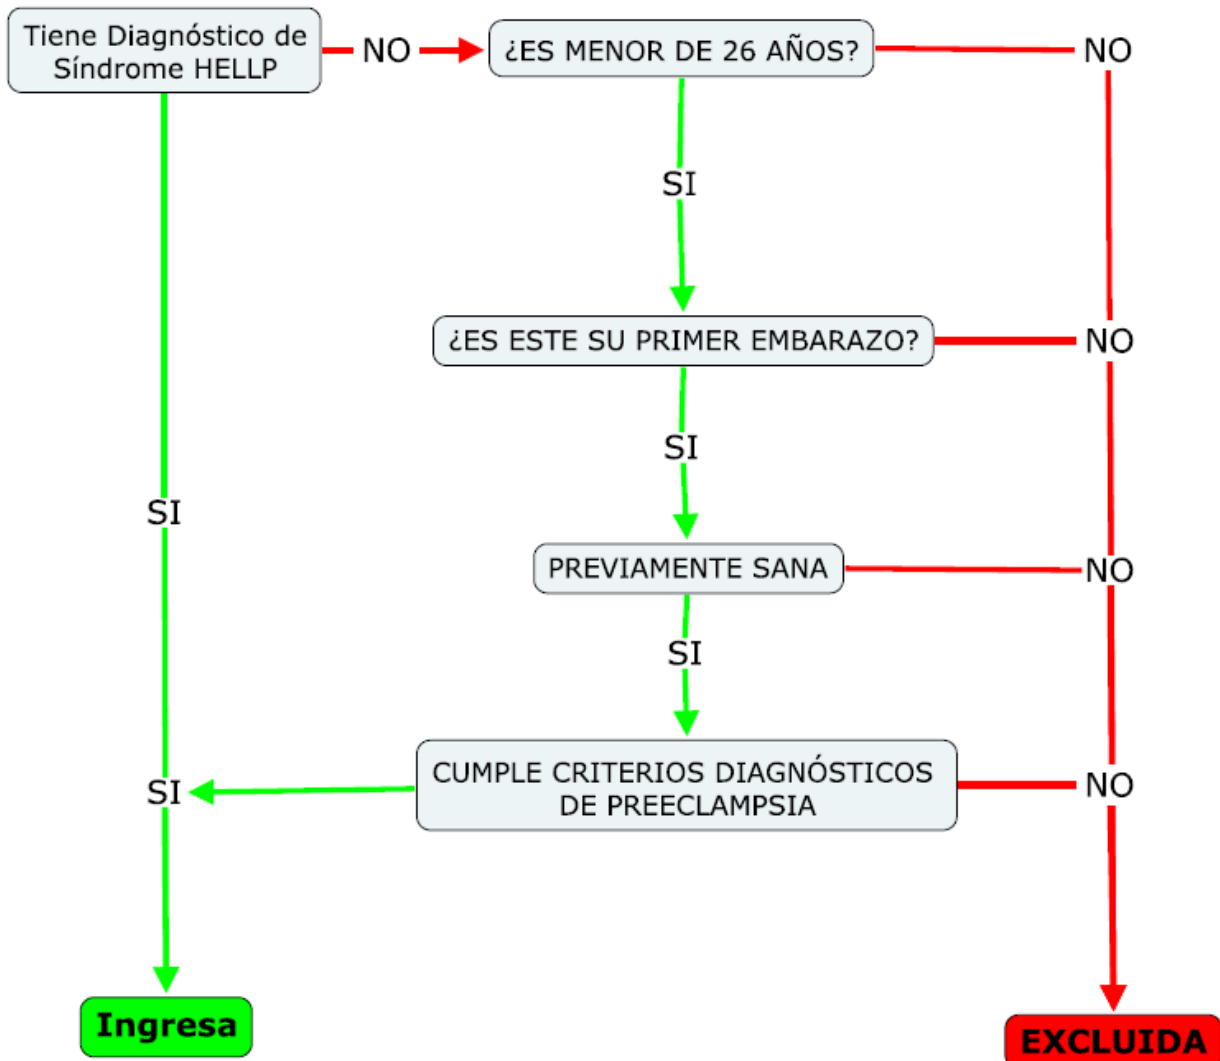 Tiene Diagnóstico de
Síndrome HELLP
NO
¿ES MENOR DE 26 AÑOS?
NO
SI
¿ES ESTE SU PRIMER EMBARAZO?
NO
SI
SI
PREVIAMENTE SANA
NO
SI
CUMPLE CRITERIOS DIAGNÓSTICOS
DE PREECLAMPSIA
SI
NO
Ingresa
EXCLUIDA